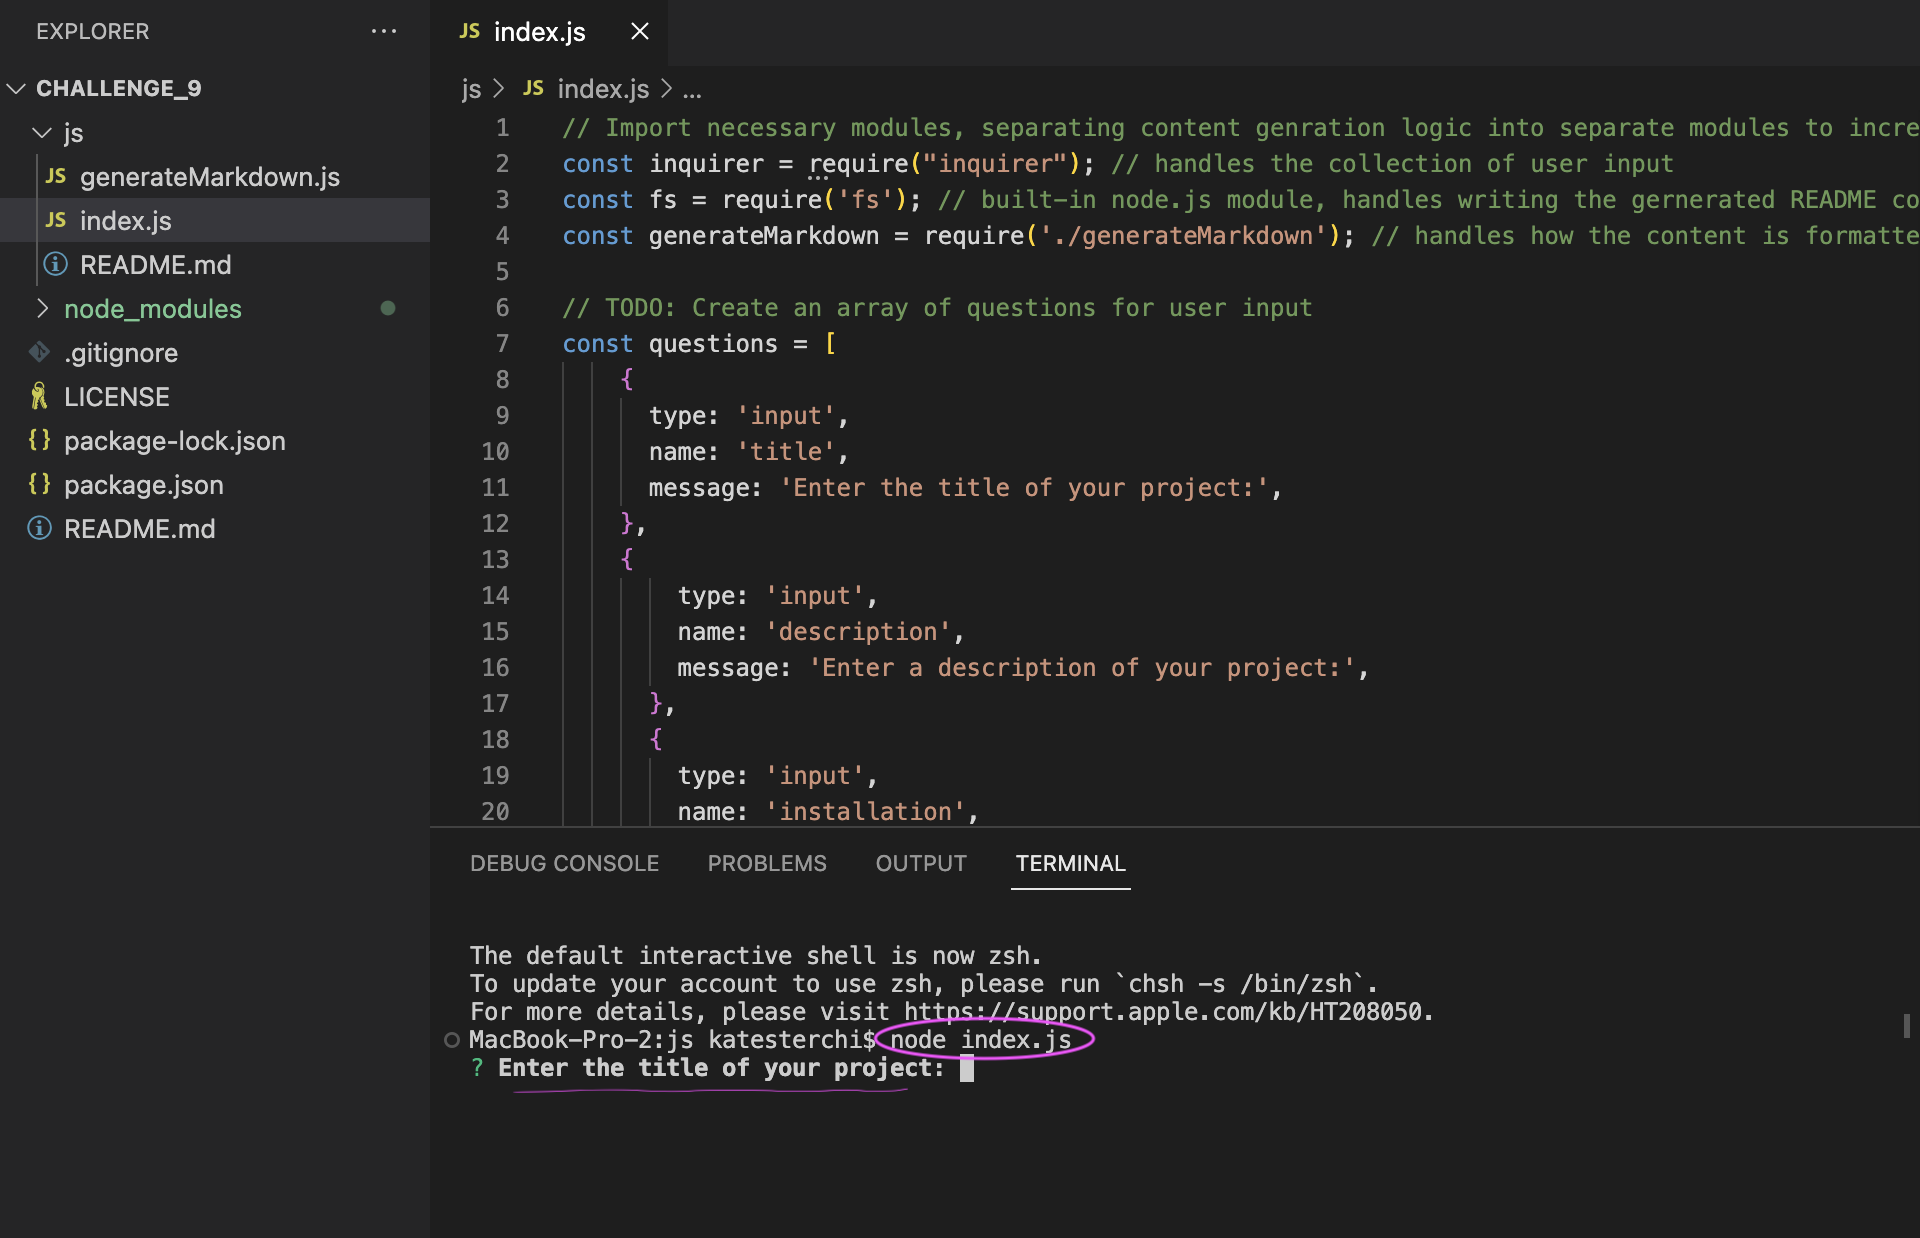 EXPLORER
CHALLENGE_9
js
JS generateMarkdown.js
JS index.js
README.md
node_modules
.gitignore
LICENSE
{} package-lock.json
{} package.json
README.md
JS index.js
js > JS index.js > ...
1 // Import necessary modules, separating content genration logic into separate modules to incre
2 const inquirer = require("inquirer"); // handles the collection of user input
3 const fs = require('fs'); // built-in node.js module, handles writing the gernerated README co
4 const generateMarkdown = require('./generateMarkdown'); // handles how the content is formatte
5
6 // TODO: Create an array of questions for user input
7 const questions = [
8 {
9 type: 'input',
10 name: 'title',
11 message: 'Enter the title of your project:',
12 },
13 {
14 type: 'input',
15 name: 'description',
16 message: 'Enter a description of your project:',
17 },
18 {
19 type: 'input',
20 name: 'installation',
DEBUG CONSOLE PROBLEMS OUTPUT TERMINAL
The default interactive shell is now zsh.
To update your account to use zsh, please run `chsh -s /bin/zsh`.
For more details, please visit https://support.apple.com/kb/HT208050.
MacBook-Pro-2:js katesterchi$ node index.js
? Enter the title of your project: